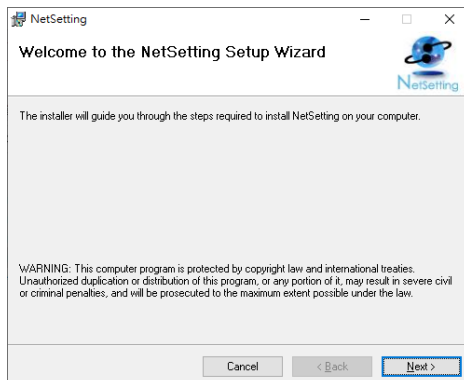 NetSetting
Welcome to the NetSetting Setup Wizard
NetSetting
The installer will guide you through the steps required to install NetSetting on your computer.
WARNING: This computer program is protected by copyright law and international treaties.
Unauthorized duplication or distribution of this program, or any portion of it, may result in severe civil
or criminal penalties, and will be prosecuted to the maximum extent possible under the law.
Cancel
< Back
Next >